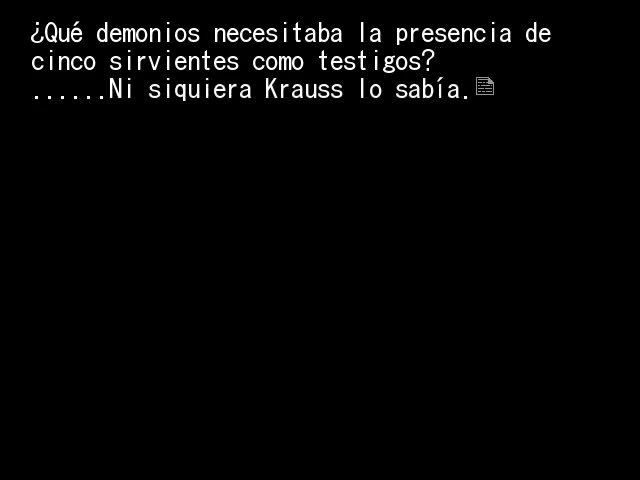 ¿Qué demonios necesitaba la presencia de
cinco sirvientes como testigos?
......Ni siquiera Krauss lo sabía.